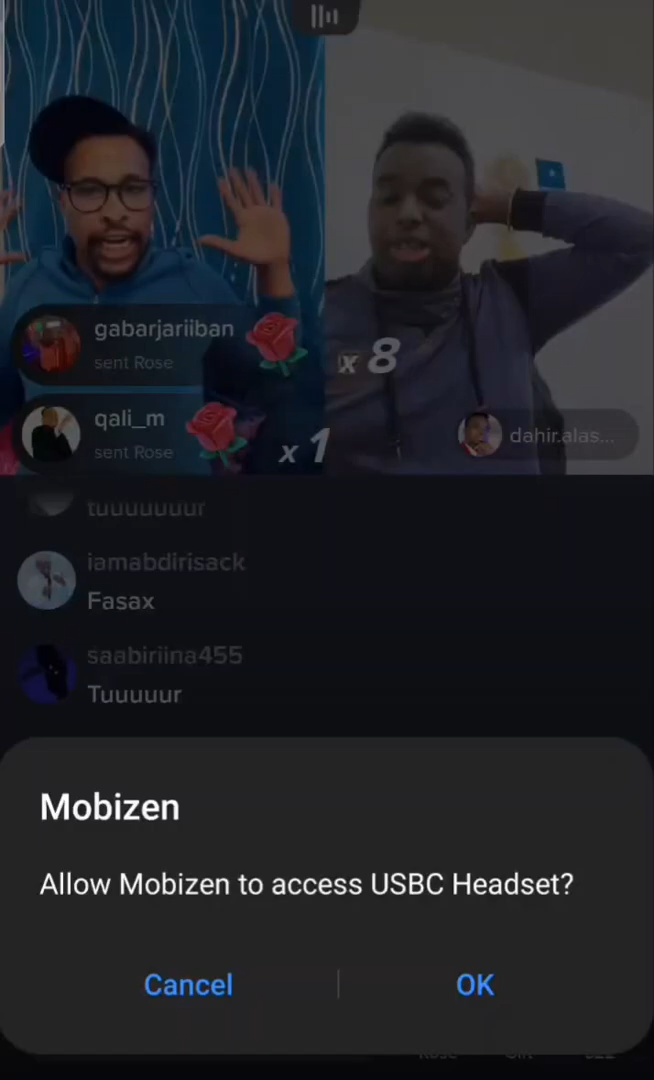 gabarjariiban
sent Rose
x 8
qali_m
sent Rose
x 1
dahir.alas...
tuuuuuuur
iamabdirisack
Fasax
saabiriina455
Tuuuuur
Mobizen
Allow Mobizen to access USBC Headset?
Cancel
OK